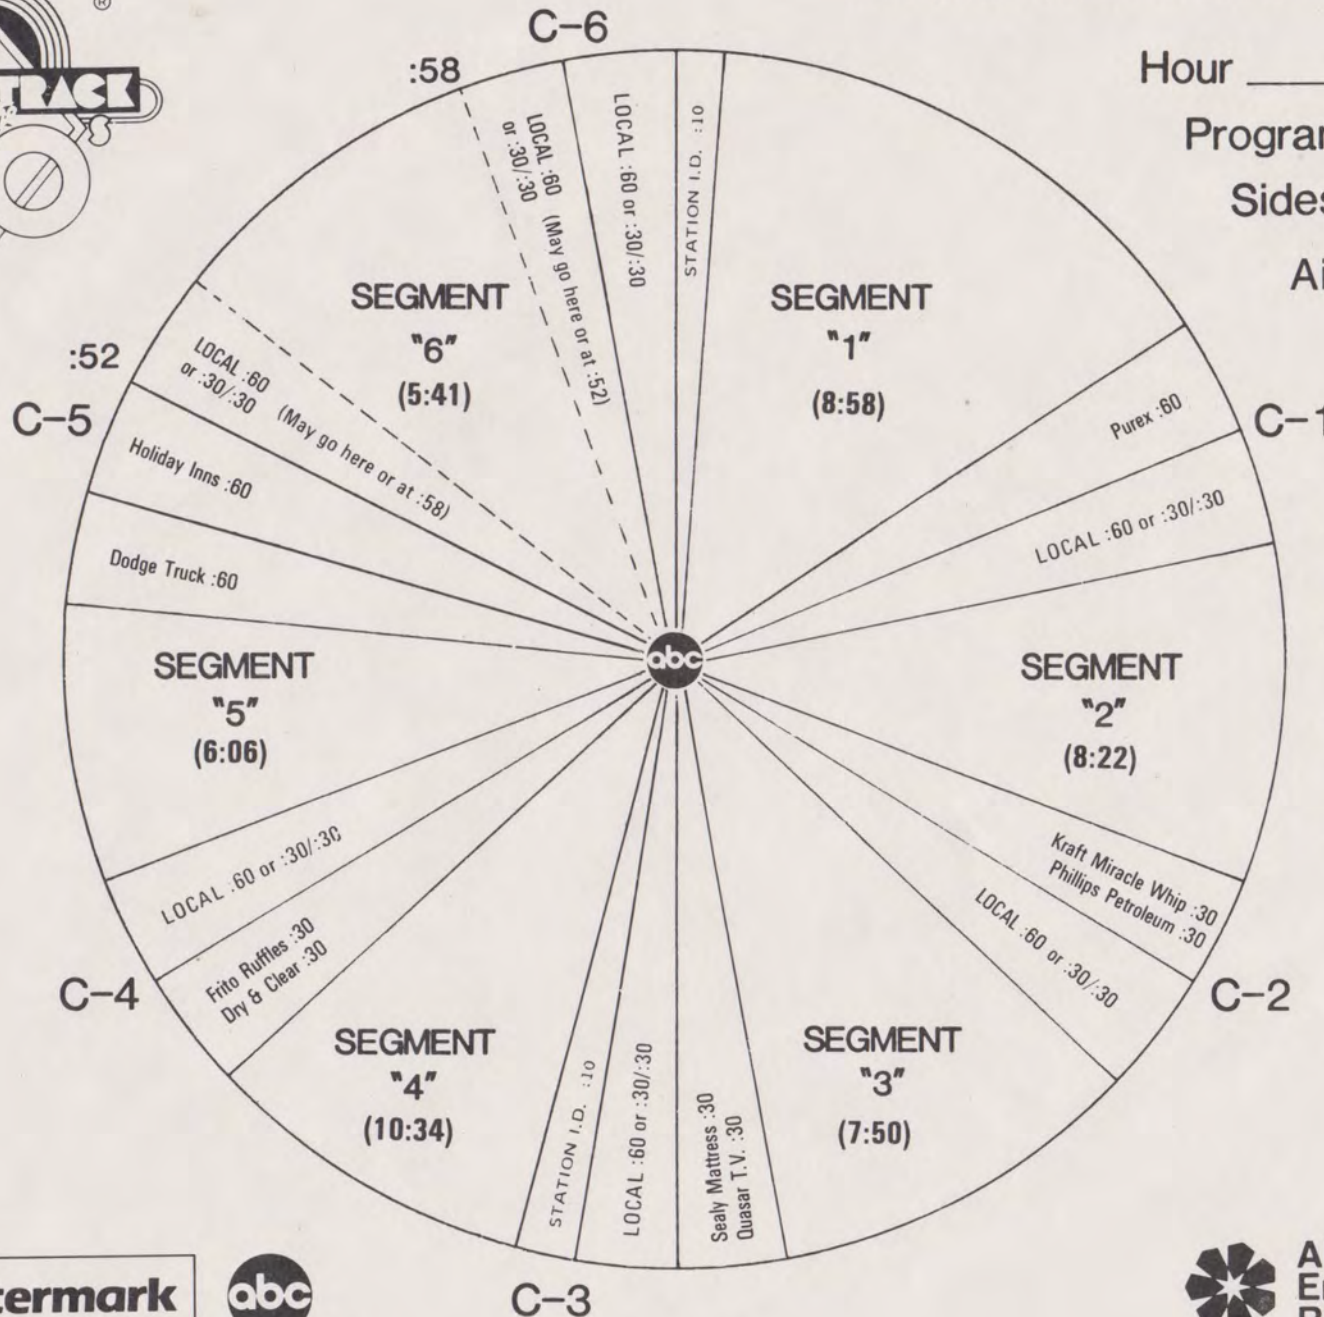 ®
TRACK
C-6
:58
Hour
LOCAL :60 or :30/:30
STATION I.D. :10
SEGMENT
"1"
(8:58)
Purex :60
C-1
LOCAL :60 or :30/:30
SEGMENT
"2"
(8:22)
Kraft Miracle Whip :30
Phillips Petroleum :30
C-2
LOCAL :60 or :30/:30
SEGMENT
"3"
(7:50)
Sealy Mattress :30
Quasar T.V. :30
C-3
LOCAL :60 or :30/:30
STATION I.D. :10
SEGMENT
"4"
(10:34)
Frito Ruffles :30
Dry & Clear :30
C-4
LOCAL :60 or :30/:30
SEGMENT
"5"
(6:06)
Dodge Truck :60
Holiday Inns :60
C-5
:52
LOCAL :60
or :30/:30 (May go here or at :58)
SEGMENT
"6"
(5:41)
LOCAL :60
or :30/:30 (May go here or at :52)
abc
termark
abc